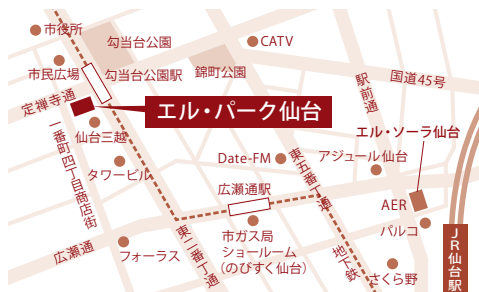 市役所
勾当台公園
CATV
市民広場
勾当台公園駅
錦町公園
国道45号
駅前通
定禅寺通
エル・パーク仙台
仙台三越
エル・ソーラ仙台
一番町四丁目商店街
タワービル
Date-FM
東五番丁通
アジュール仙台
広瀬通駅
AER
パルコ
市ガス局
ショールーム
(のびすく仙台)
広瀬通
フォーラス
東二番丁通
地下鉄
さくら野
JR仙台駅